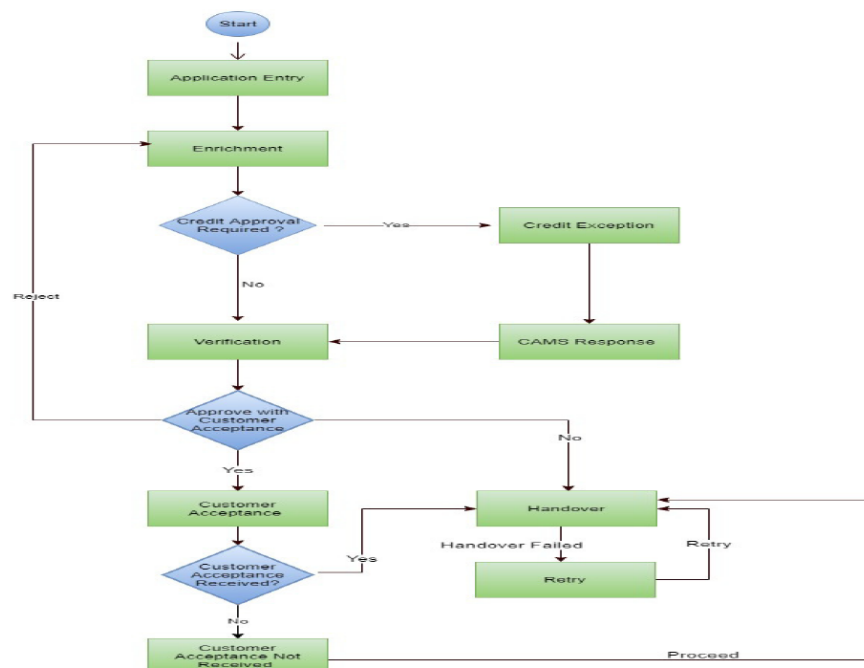 Start
Application Entry
Enrichment
Credit Approval
Required ?
Yes
Credit Exception
No
Reject
Verification
CAMS Response
Approve with
Customer
Acceptance
No
Yes
Customer
Acceptance
Handover
Handover Failed
Retry
Yes
Customer
Acceptance
Received?
Retry
No
Customer
Acceptance Not
Received
Proceed